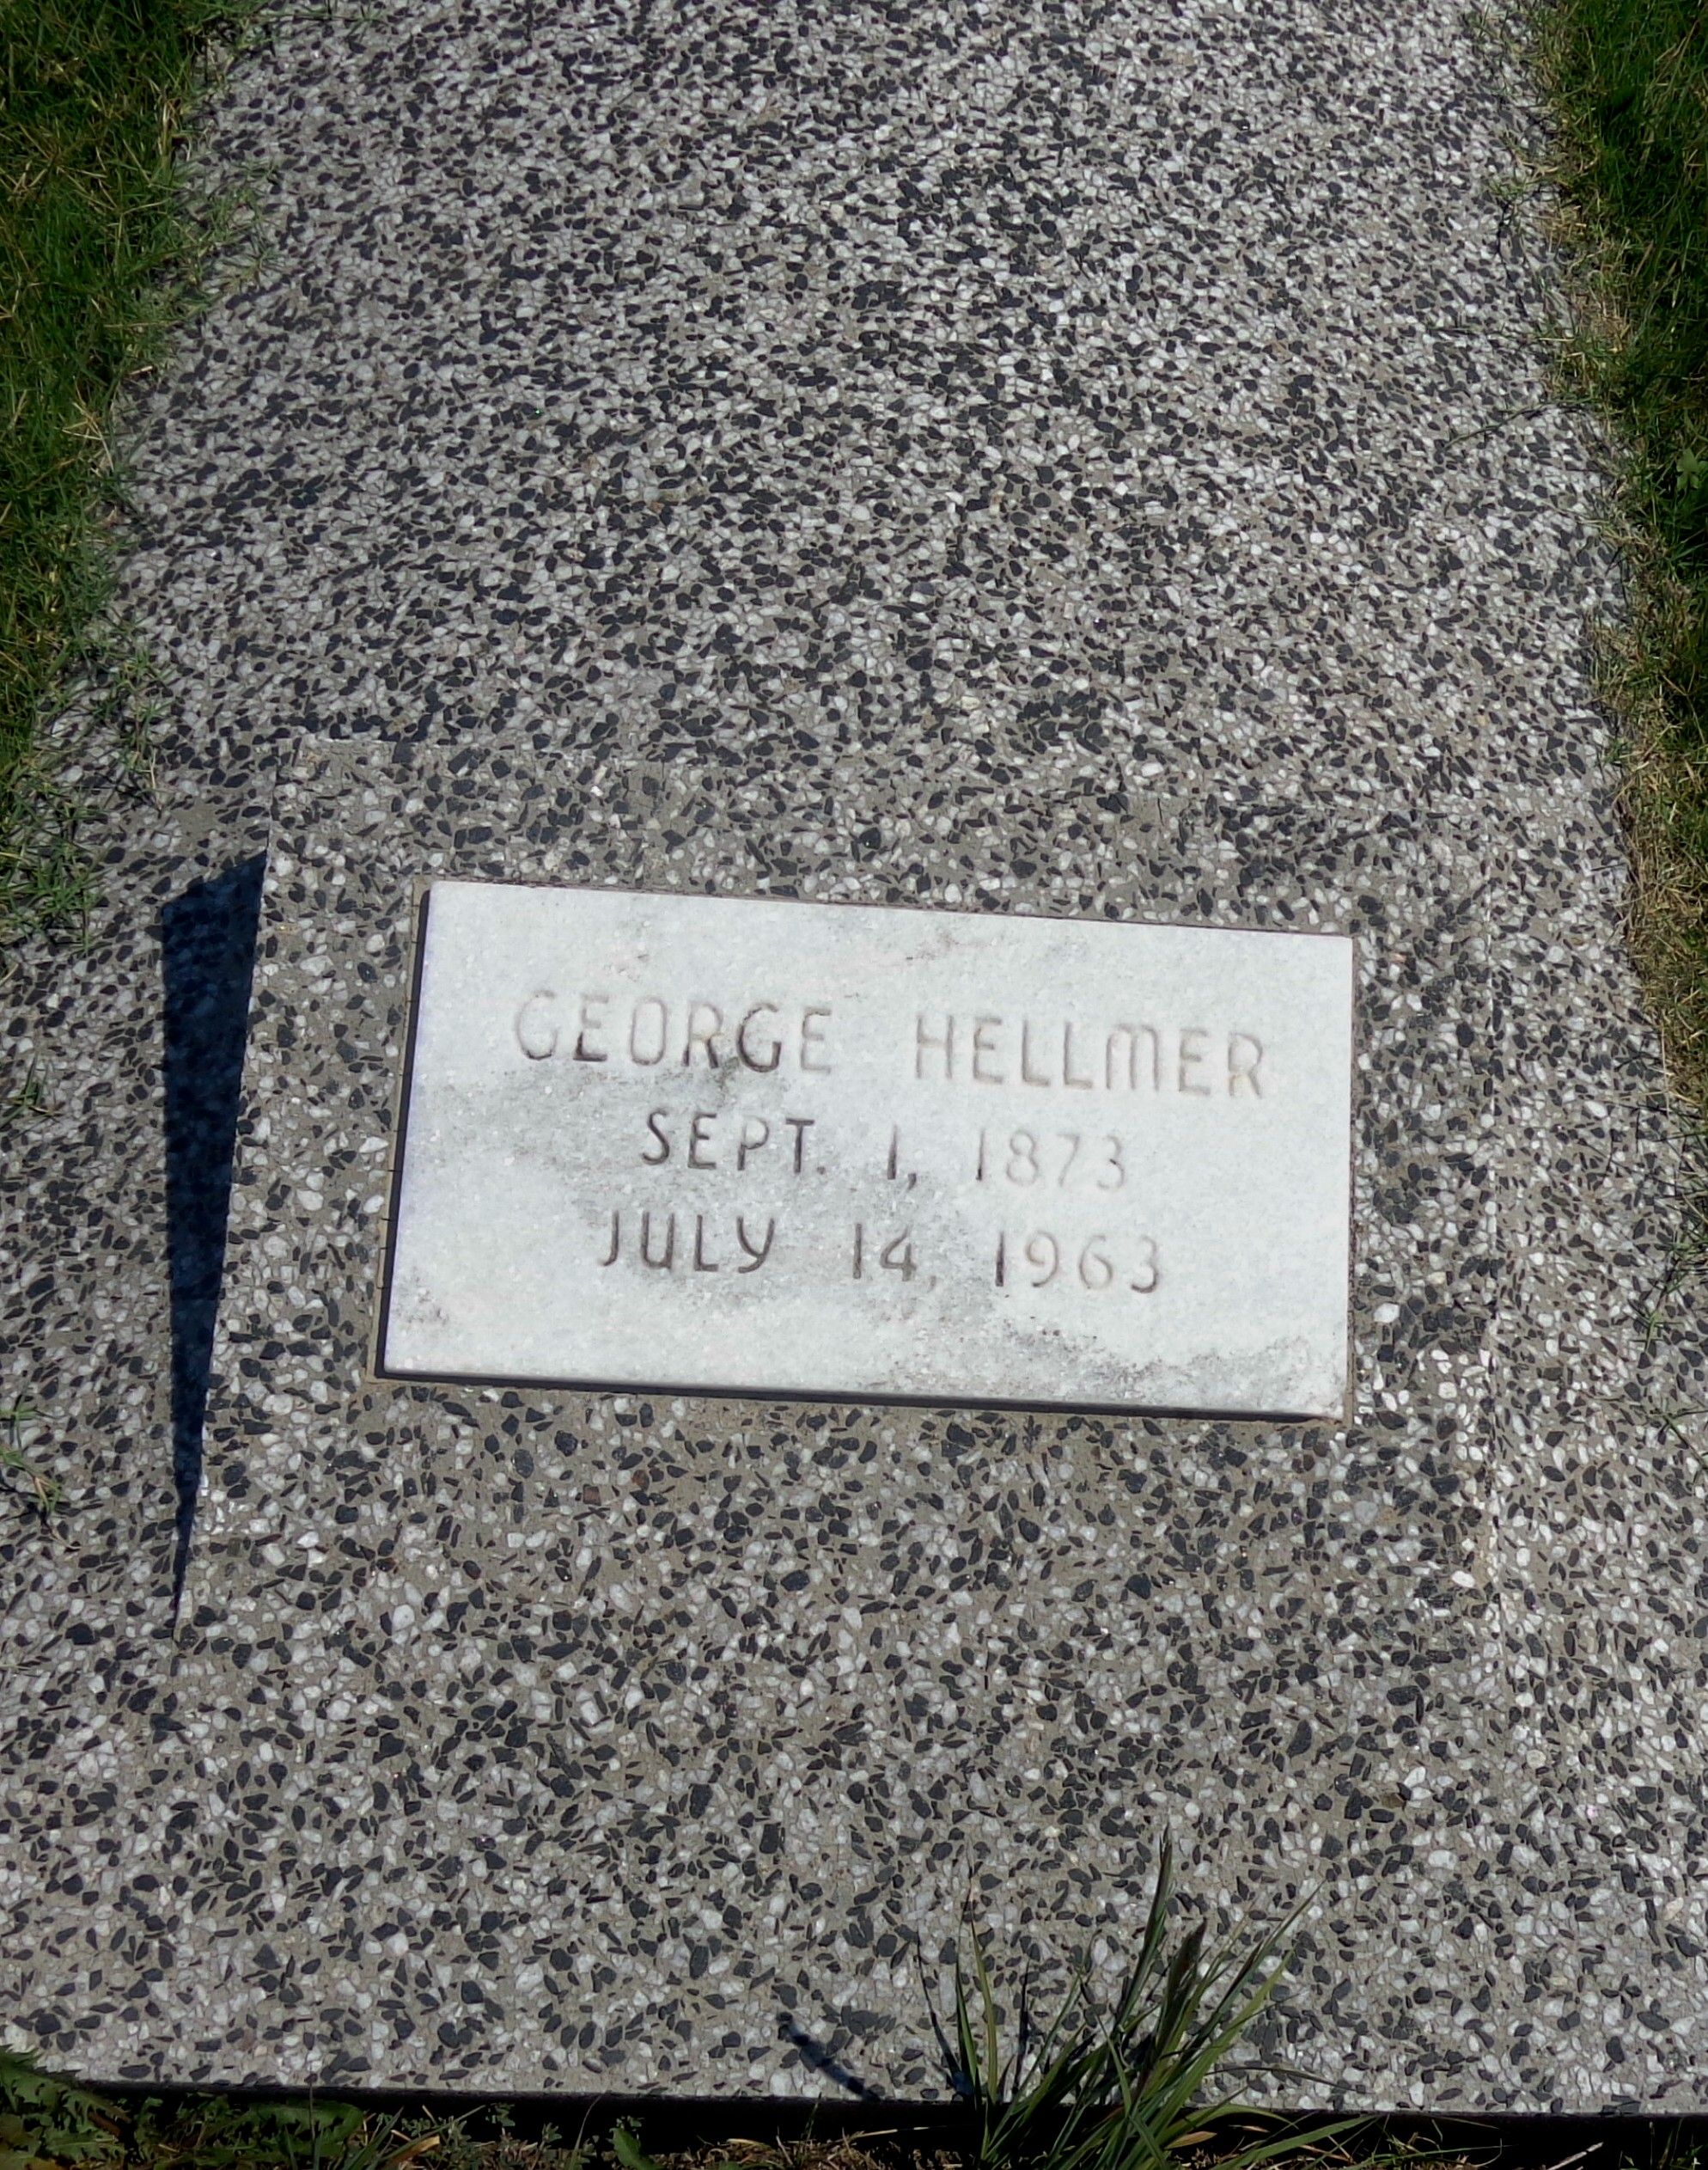 GEORGE HELLMER
SEPT. 1, 1873
JULY 14, 1963